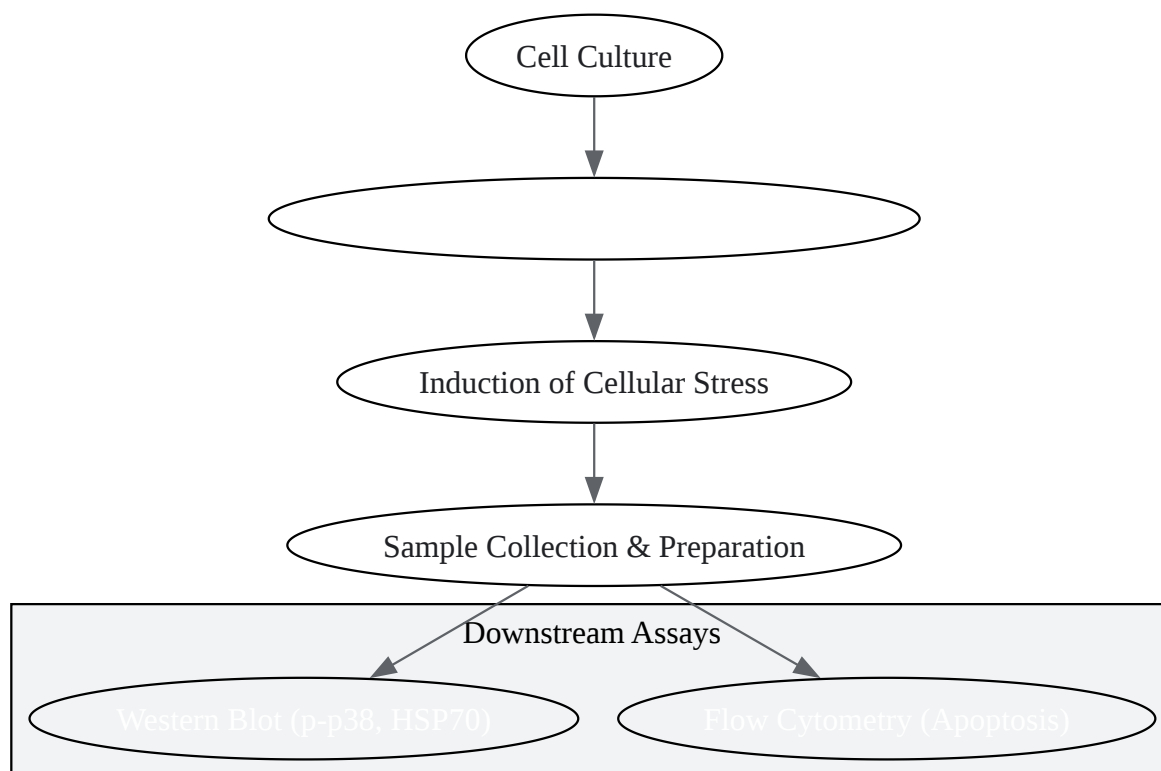 Cell Culture
Induction of Cellular Stress
Sample Collection & Preparation
Downstream Assays
Western Blot (p-p38, HSP70)
Flow Cytometry (Apoptosis)